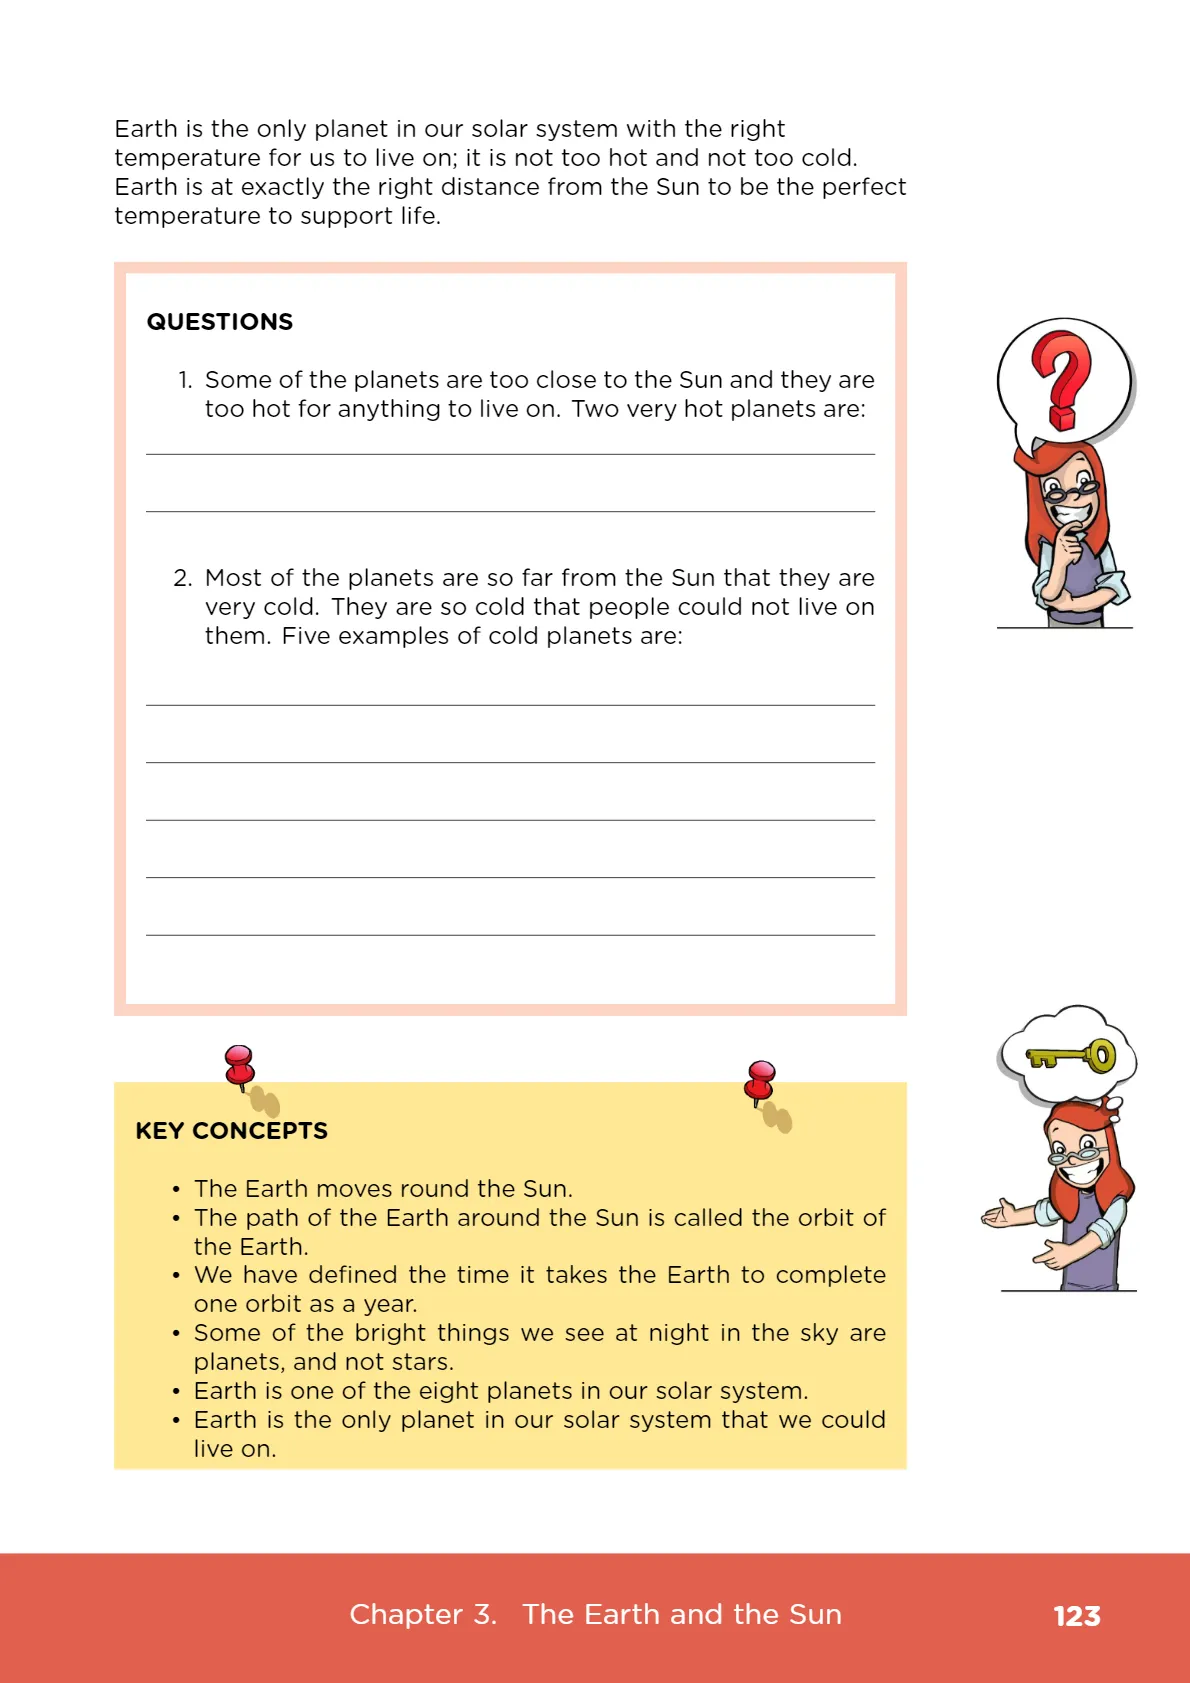 Earth is the only planet in our solar system with the right
temperature for us to live on; it is not too hot and not too cold.
Earth is at exactly the right distance from the Sun to be the perfect
temperature to support life.
QUESTIONS
1. Some of the planets are too close to the Sun and they are
too hot for anything to live on. Two very hot planets are:
2. Most of the planets are so far from the Sun that they are
very cold. They are so cold that people could not live on
them. Five examples of cold planets are:
KEY CONCEPTS
• The Earth moves round the Sun.
• The path of the Earth around the Sun is called the orbit of
the Earth.
• We have defined the time it takes the Earth to complete
one orbit as a year.
• Some of the bright things we see at night in the sky are
planets, and not stars.
• Earth is one of the eight planets in our solar system.
• Earth is the only planet in our solar system that we could
live on.
Chapter 3. The Earth and the Sun 123